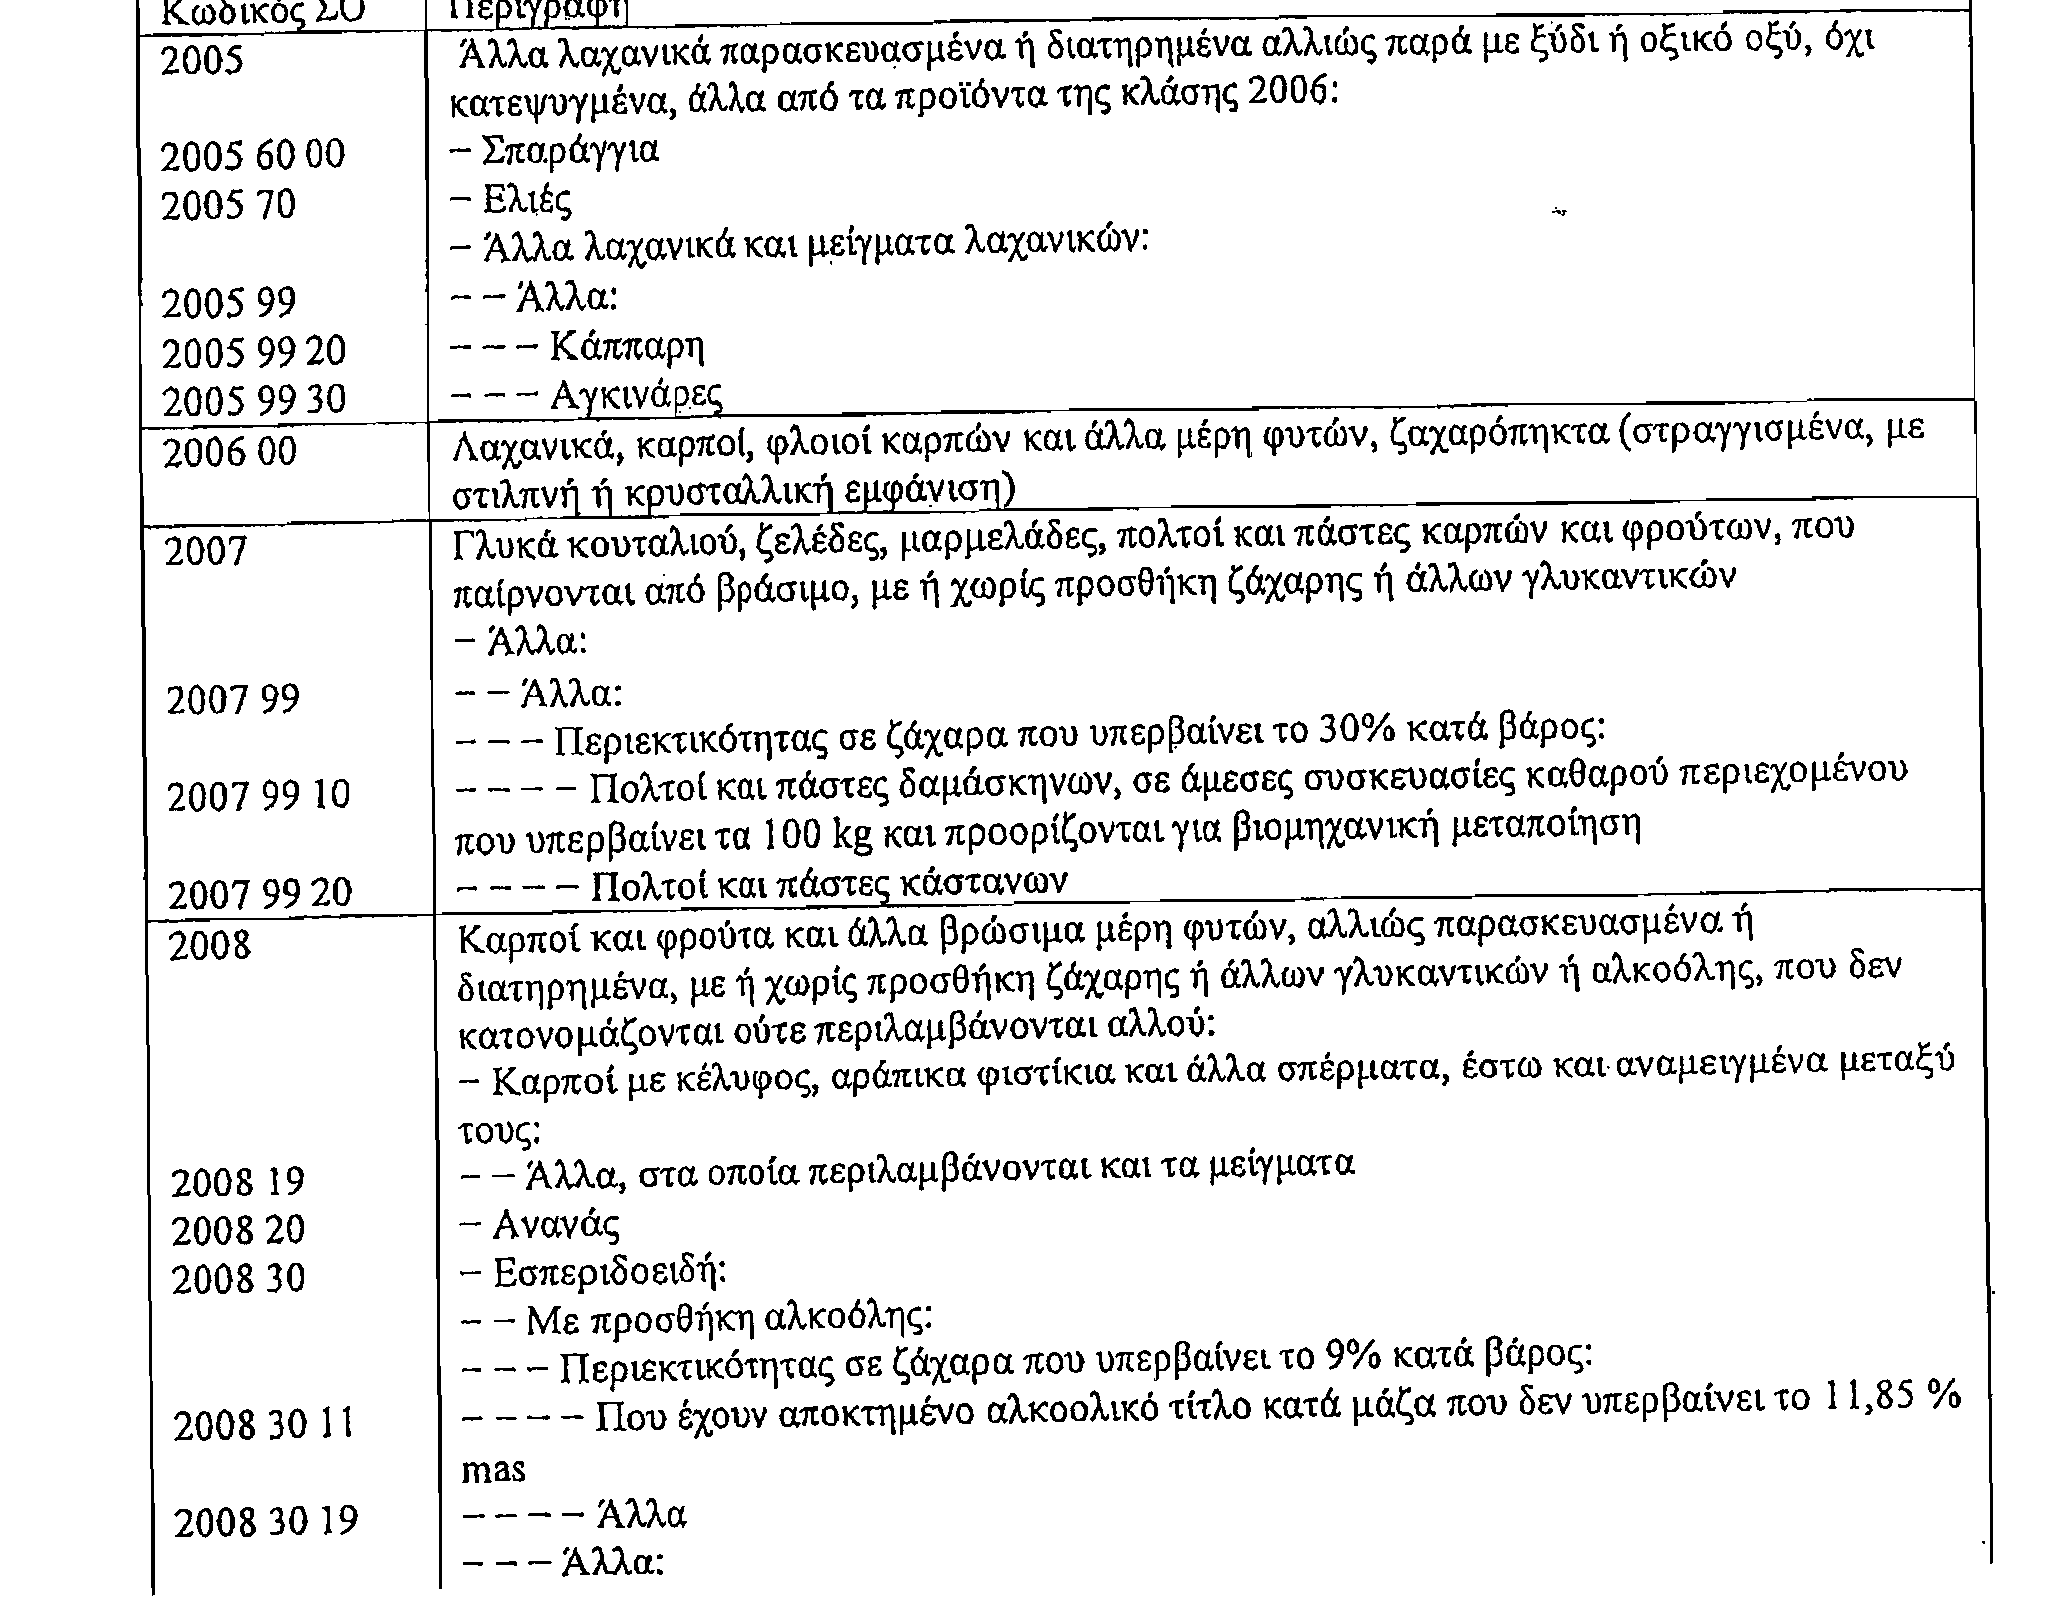 Κωδικός ΣΟ Περιγραφή
2005 Άλλα λαχανικά παρασκευασμένα ή διατηρημένα αλλιώς παρά με ξύδι ή οξικό οξύ, όχι
κατεψυγμένα, άλλα από τα προϊόντα της κλάσης 2006:
2005 60 00 – Σπαράγγια
2005 70 – Ελιές
– Άλλα λαχανικά και μείγματα λαχανικών:
2005 99 – – Άλλα:
2005 99 20 – – – Κάππαρη
2005 99 30 – – – Αγκινάρες
2006 00 Λαχανικά, καρποί, φλοιοί καρπών και άλλα μέρη φυτών, ζαχαρόπηκτα (στραγγισμένα, με
στιλπνή ή κρυσταλλική εμφάνιση)
2007 Γλυκά κουταλιού, ζελέδες, μαρμελάδες, πολτοί και πάστες καρπών και φρούτων, που
παίρνονται από βράσιμο, με ή χωρίς προσθήκη ζάχαρης ή άλλων γλυκαντικών
– Άλλα:
2007 99 – – Άλλα:
– – – Περιεκτικότητας σε ζάχαρα που υπερβαίνει το 30% κατά βάρος:
2007 99 10 – – – – Πολτοί και πάστες δαμάσκηνων, σε άμεσες συσκευασίες καθαρού περιεχομένου
που υπερβαίνει τα 100 kg και προορίζονται για βιομηχανική μεταποίηση
2007 99 20 – – – – Πολτοί και πάστες κάστανων
2008 Καρποί και φρούτα και άλλα βρώσιμα μέρη φυτών, αλλιώς παρασκευασμένα ή
διατηρημένα, με ή χωρίς προσθήκη ζάχαρης ή άλλων γλυκαντικών ή αλκοόλης, που δεν
κατονομάζονται ούτε περιλαμβάνονται αλλού:
– Καρποί με κέλυφος, αράπικα φιστίκια και άλλα σπέρματα, έστω και αναμειγμένα μεταξύ
τους:
2008 19 – – Άλλα, στα οποία περιλαμβάνονται και τα μείγματα
2008 20 – Ανανάς
2008 30 – Εσπεριδοειδή:
– – Με προσθήκη αλκοόλης:
– – – Περιεκτικότητας σε ζάχαρα που υπερβαίνει το 9% κατά βάρος:
2008 30 11 – – – – Που έχουν αποκτημένο αλκοολικό τίτλο κατά μάζα που δεν υπερβαίνει το 11,85 %
mas
2008 30 19 – – – – Άλλα
– – – Άλλα: